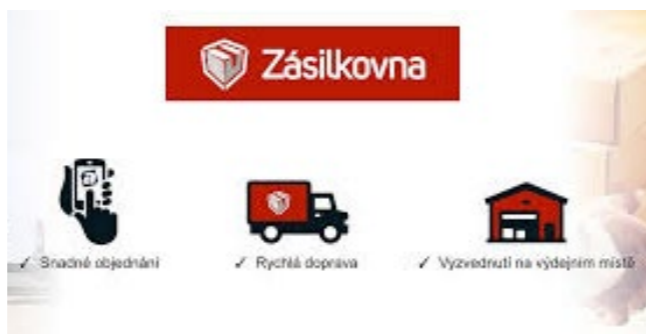 Zásilkovna
✓ Snadné objednání
✓ Rychlá doprava
✓ Vyzvednutí na výdejním místě